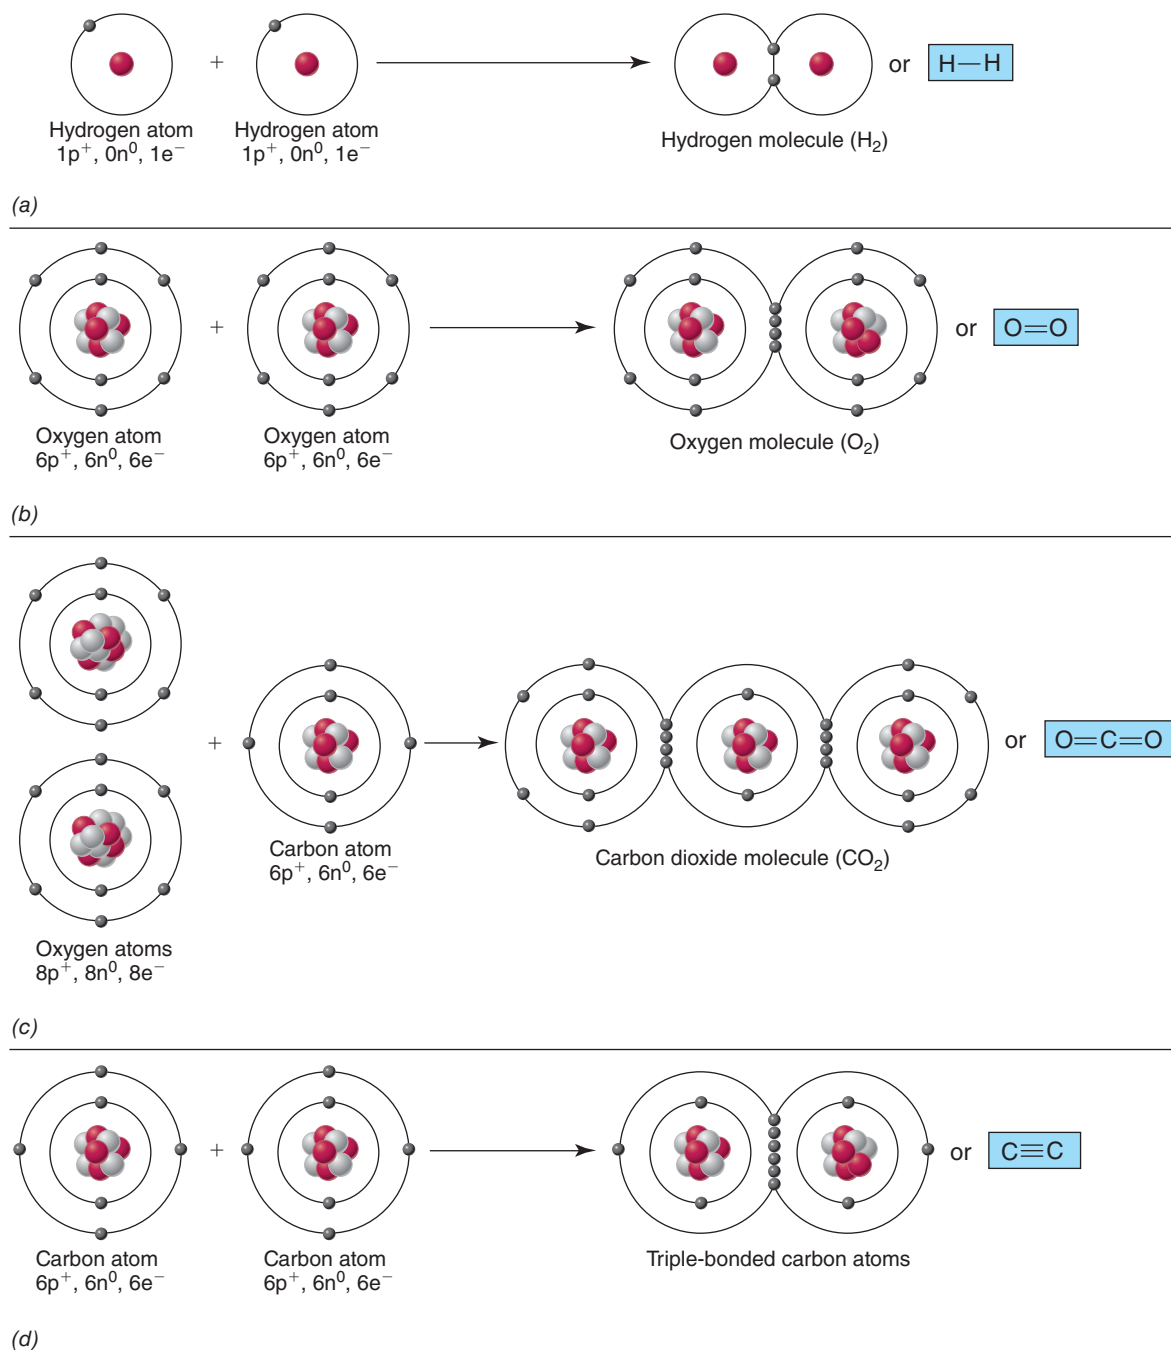 + or H—H
Hydrogen atom Hydrogen atom Hydrogen molecule (H₂)
1p⁺, 0n⁰, 1e⁻ 1p⁺, 0n⁰, 1e⁻
(a)
+ or O=O
Oxygen atom Oxygen atom Oxygen molecule (O₂)
6p⁺, 6n⁰, 6e⁻ 6p⁺, 6n⁰, 6e⁻
(b)
+ or O=C=O
Carbon atom Carbon dioxide molecule (CO₂)
6p⁺, 6n⁰, 6e⁻
Oxygen atoms
8p⁺, 8n⁰, 8e⁻
(c)
+ or C≡C
Carbon atom Carbon atom Triple-bonded carbon atoms
6p⁺, 6n⁰, 6e⁻ 6p⁺, 6n⁰, 6e⁻
(d)